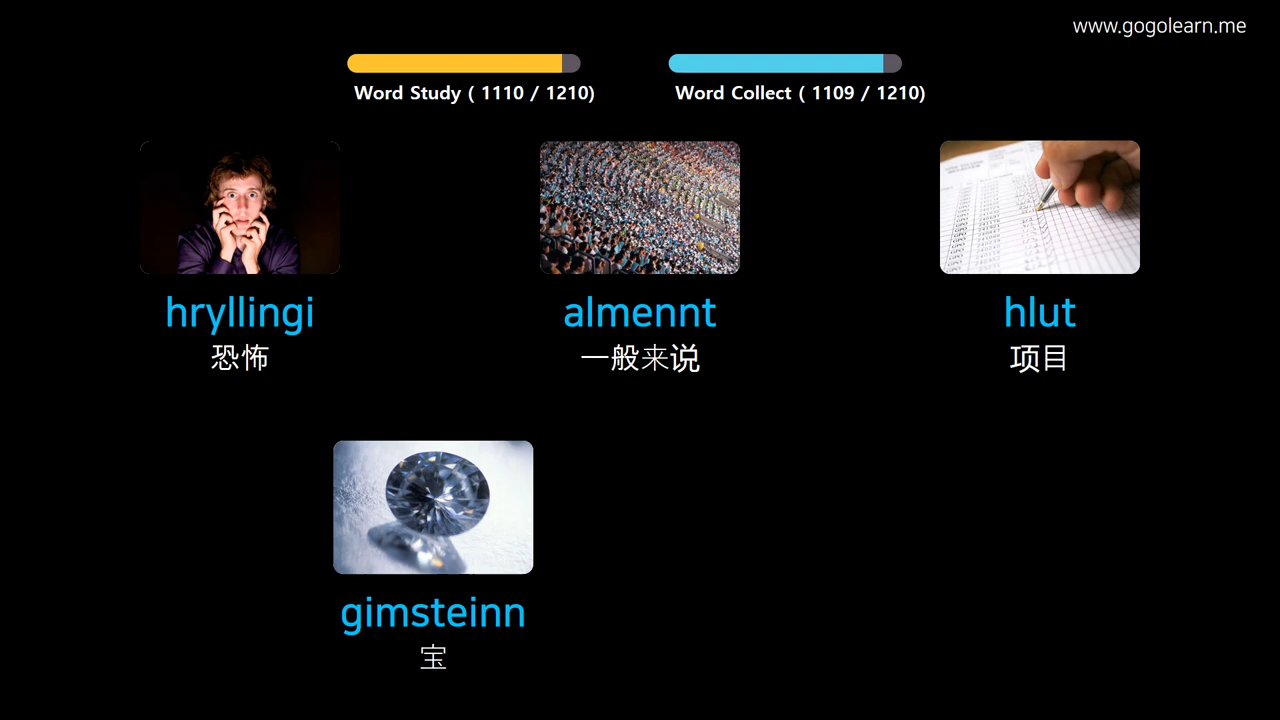 www.gogolearn.me
Word Study ( 1110 / 1210)
Word Collect ( 1109 / 1210)
hryllingi
恐怖
almennt
一般来说
hlut
项目
gimsteinn
宝